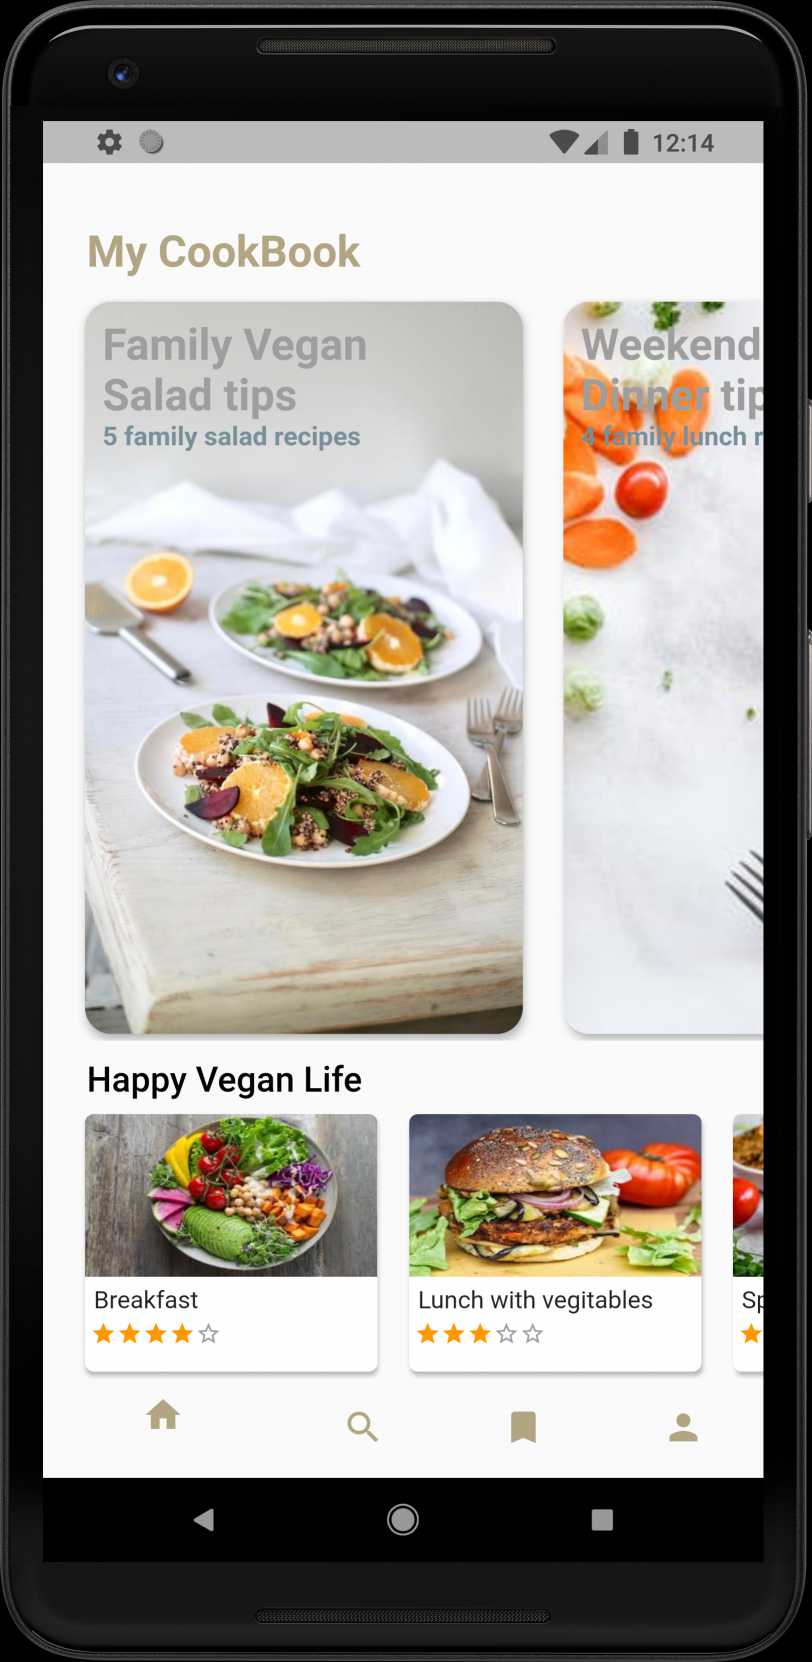 12:14
My CookBook
Family Vegan
Salad tips
5 family salad recipes
Weekend
Dinner tip
4 family lunch r
Happy Vegan Life
Breakfast
Lunch with vegitables
Sp